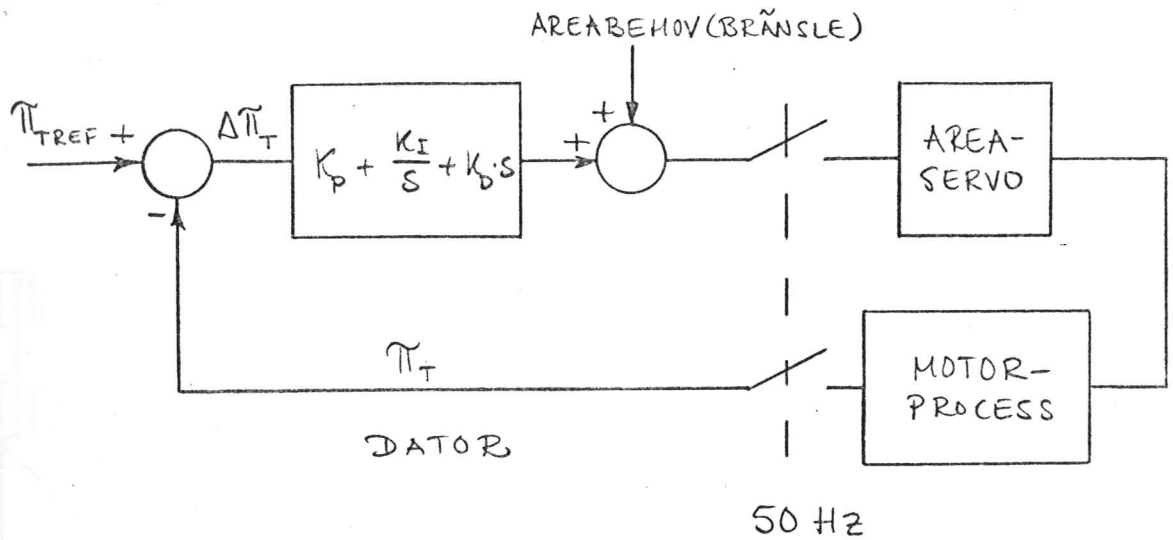 AREABEHOV (BRÄNSLE)
π_TREF +
Δπ_T
K_p + K_I/S + K_D·S
+
+
AREA-
SERVO
-
π_T
MOTOR-
PROCESS
DATOR
50 HZ